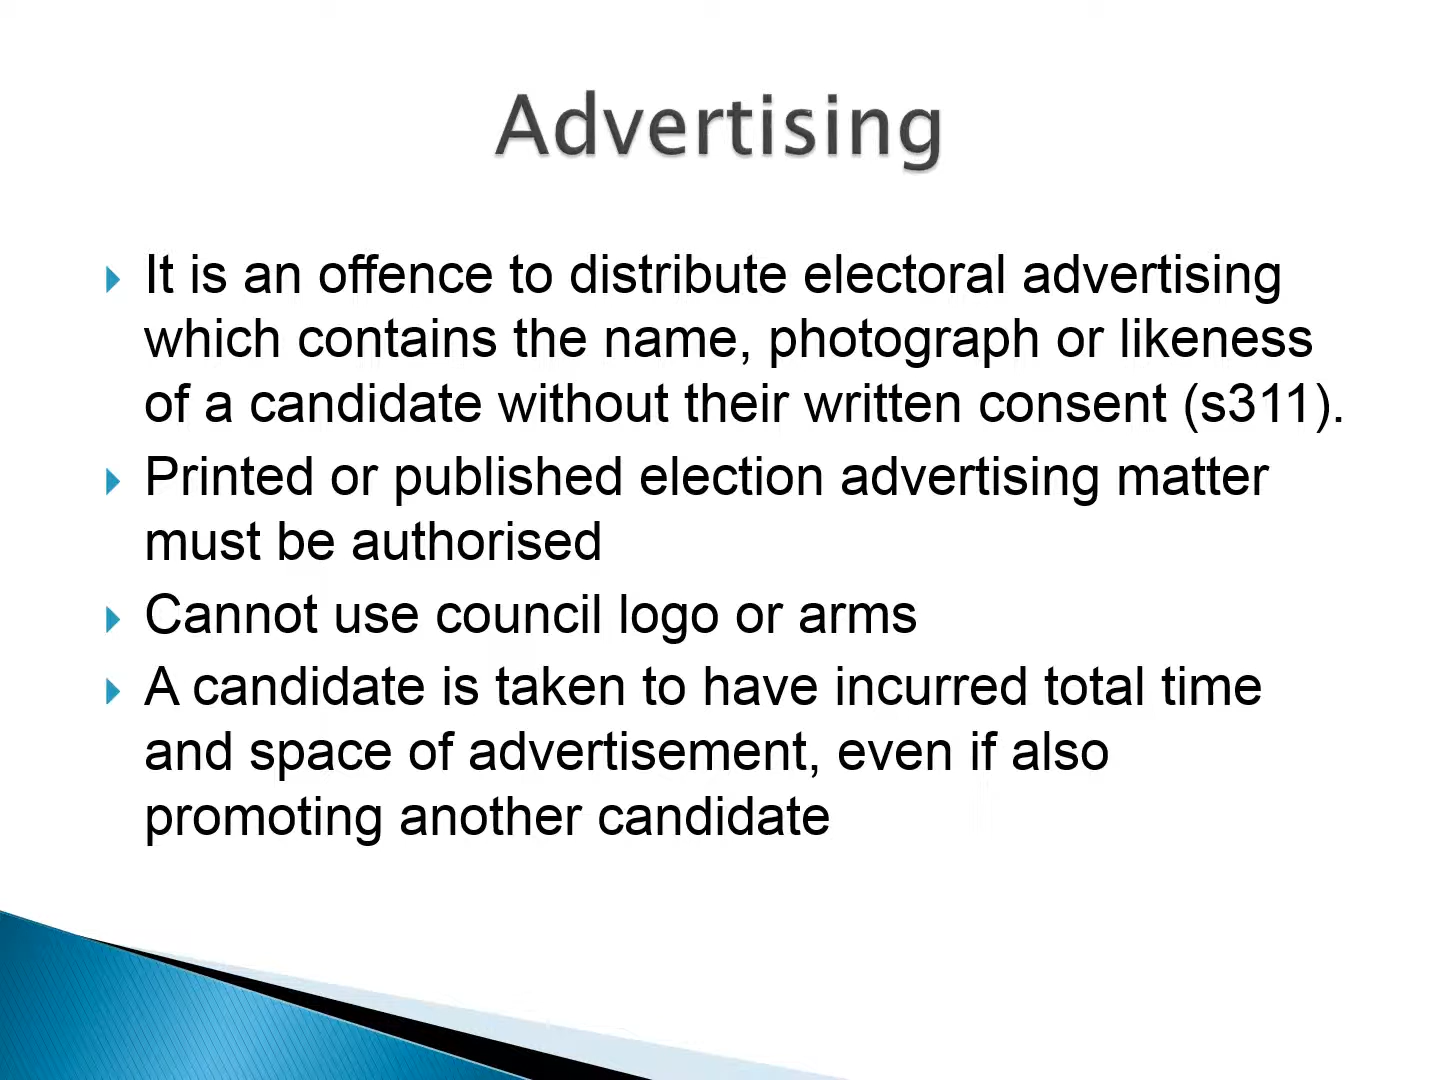 Advertising
It is an offence to distribute electoral advertising
which contains the name, photograph or likeness
of a candidate without their written consent (s311).
Printed or published election advertising matter
must be authorised
Cannot use council logo or arms
A candidate is taken to have incurred total time
and space of advertisement, even if also
promoting another candidate